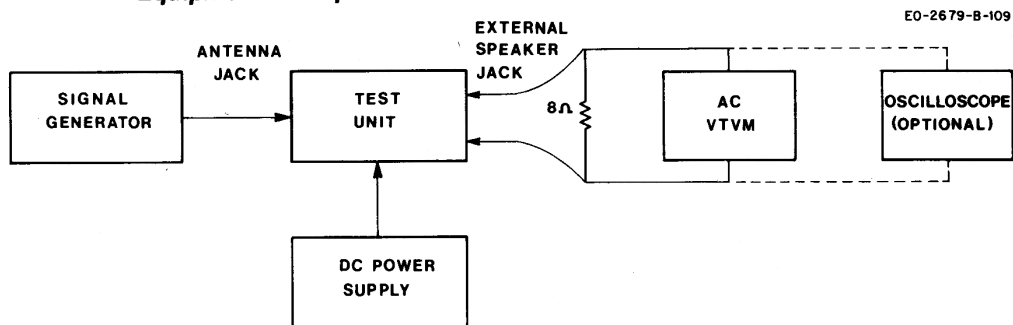 EO-2679-B-109
ANTENNA
JACK
EXTERNAL
SPEAKER
JACK
SIGNAL
GENERATOR
TEST
UNIT
8Ω
AC
VTVM
OSCILLOSCOPE
(OPTIONAL)
DC POWER
SUPPLY